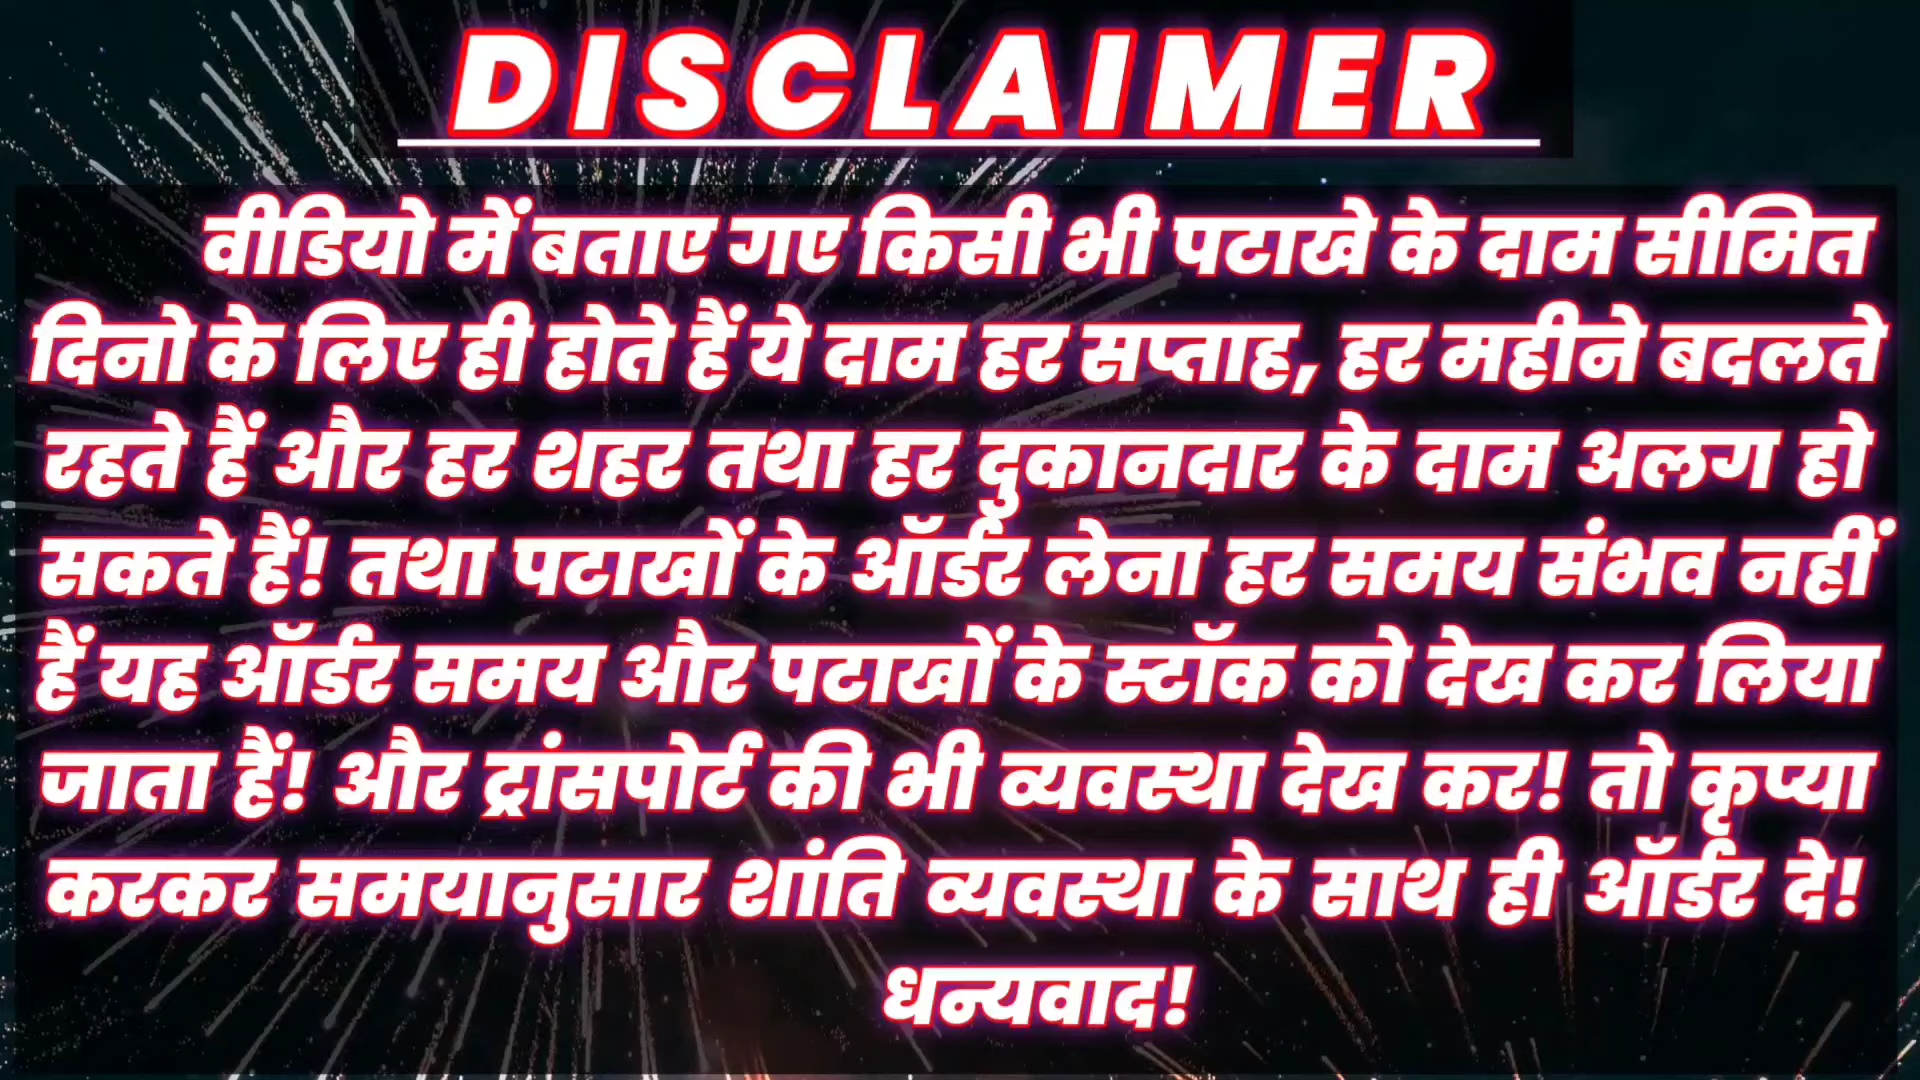 DISCLAIMER
वीडियो में बताए गए किसी भी पटाखे के दाम सीमित
दिनो के लिए ही होते हैं ये दाम हर सप्ताह, हर महीने बदलते
रहते हैं और हर शहर तथा हर दुकानदार के दाम अलग हो
सकते हैं! तथा पटाखों के ऑर्डर लेना हर समय संभव नहीं
हैं यह ऑर्डर समय और पटाखों के स्टॉक को देख कर लिया
जाता हैं! और ट्रांसपोर्ट की भी व्यवस्था देख कर! तो कृप्या
करकर समयानुसार शांति व्यवस्था के साथ ही ऑर्डर दे!
धन्यवाद!